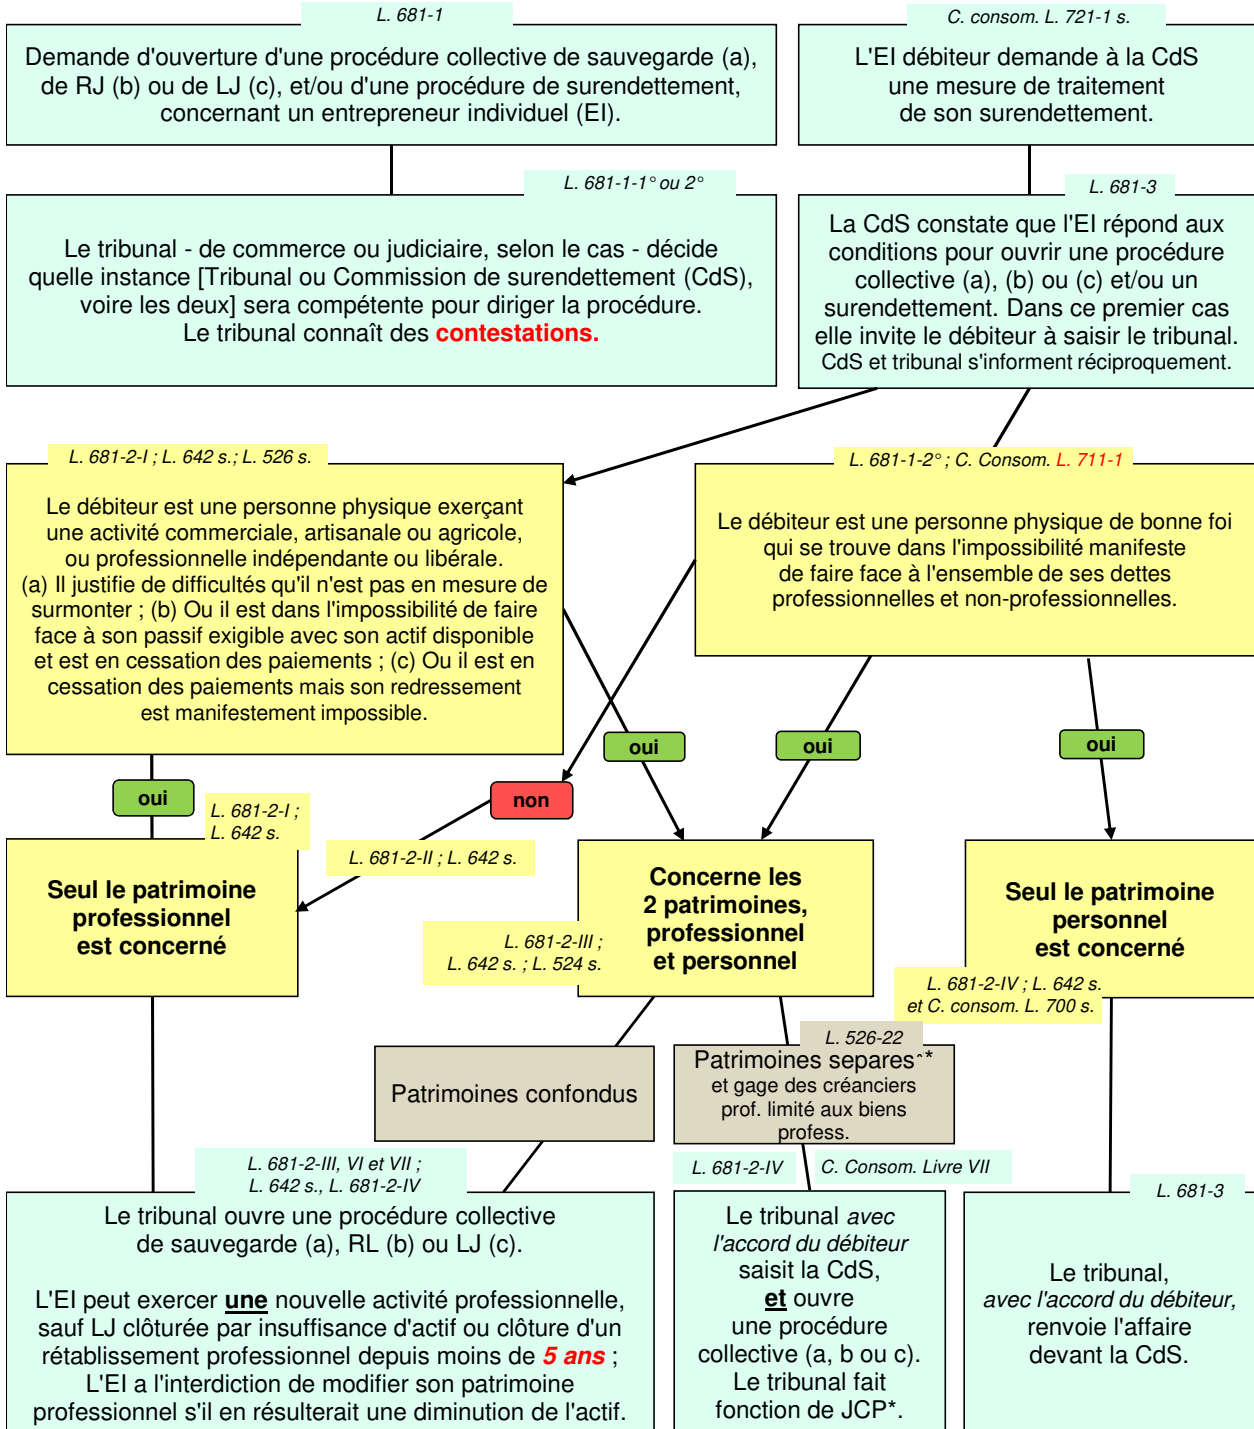 L. 681-1
Demande d'ouverture d'une procédure collective de sauvegarde (a),
de RJ (b) ou de LJ (c), et/ou d'une procédure de surendettement,
concernant un entrepreneur individuel (EI).
C. consom. L. 721-1 s.
L'EI débiteur demande à la CdS
une mesure de traitement
de son surendettement.
L. 681-1-1° ou 2°
Le tribunal - de commerce ou judiciaire, selon le cas - décide
quelle instance [Tribunal ou Commission de surendettement (CdS),
voire les deux] sera compétente pour diriger la procédure.
Le tribunal connaît des contestations.
L. 681-3
La CdS constate que l'EI répond aux
conditions pour ouvrir une procédure
collective (a), (b) ou (c) et/ou un
surendettement. Dans ce premier cas
elle invite le débiteur à saisir le tribunal.
CdS et tribunal s'informent réciproquement.
L. 681-2-I ; L. 642 s.; L. 526 s.
Le débiteur est une personne physique exerçant
une activité commerciale, artisanale ou agricole,
ou professionnelle indépendante ou libérale.
(a) Il justifie de difficultés qu'il n'est pas en mesure de
surmonter ; (b) Ou il est dans l'impossibilité de faire
face à son passif exigible avec son actif disponible
et est en cessation des paiements ; (c) Ou il est en
cessation des paiements mais son redressement
est manifestement impossible.
L. 681-1-2° ; C. Consom. L. 711-1
Le débiteur est une personne physique de bonne foi
qui se trouve dans l'impossibilité manifeste
de faire face à l'ensemble de ses dettes
professionnelles et non-professionnelles.
oui
oui
oui
oui
non
L. 681-2-I ;
L. 642 s.
L. 681-2-II ; L. 642 s.
Seul le patrimoine
professionnel
est concerné
Concerne les
2 patrimoines,
professionnel
et personnel
L. 681-2-III ;
L. 642 s. ; L. 524 s.
Seul le patrimoine
personnel
est concerné
L. 681-2-IV ; L. 642 s.
et C. consom. L. 700 s.
Patrimoines confondus
L. 526-22
Patrimoines separes^*
et gage des créanciers
prof. limité aux biens
profess.
L. 681-2-III, VI et VII ;
L. 642 s., L. 681-2-IV
Le tribunal ouvre une procédure collective
de sauvegarde (a), RL (b) ou LJ (c).
L'EI peut exercer une nouvelle activité professionnelle,
sauf LJ clôturée par insuffisance d'actif ou clôture d'un
rétablissement professionnel depuis moins de 5 ans ;
L'EI a l'interdiction de modifier son patrimoine
professionnel s'il en résulterait une diminution de l'actif.
L. 681-2-IV
C. Consom. Livre VII
Le tribunal avec
l'accord du débiteur
saisit la CdS,
et ouvre
une procédure
collective (a, b ou c).
Le tribunal fait
fonction de JCP*.
L. 681-3
Le tribunal,
avec l'accord du débiteur,
renvoie l'affaire
devant la CdS.